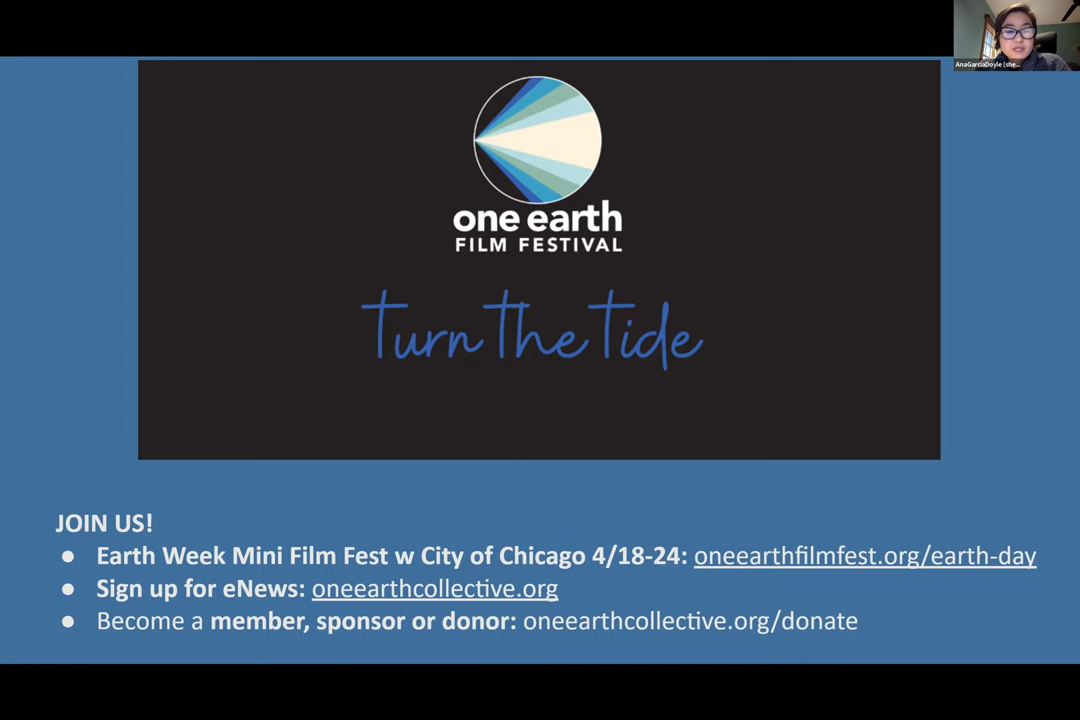 AnaGarciaDoyle (she...
one earth
FILM FESTIVAL
turn the tide
JOIN US!
● Earth Week Mini Film Fest w City of Chicago 4/18-24: oneearthfilmfest.org/earth-day
● Sign up for eNews: oneearthcollective.org
● Become a member, sponsor or donor: oneearthcollective.org/donate